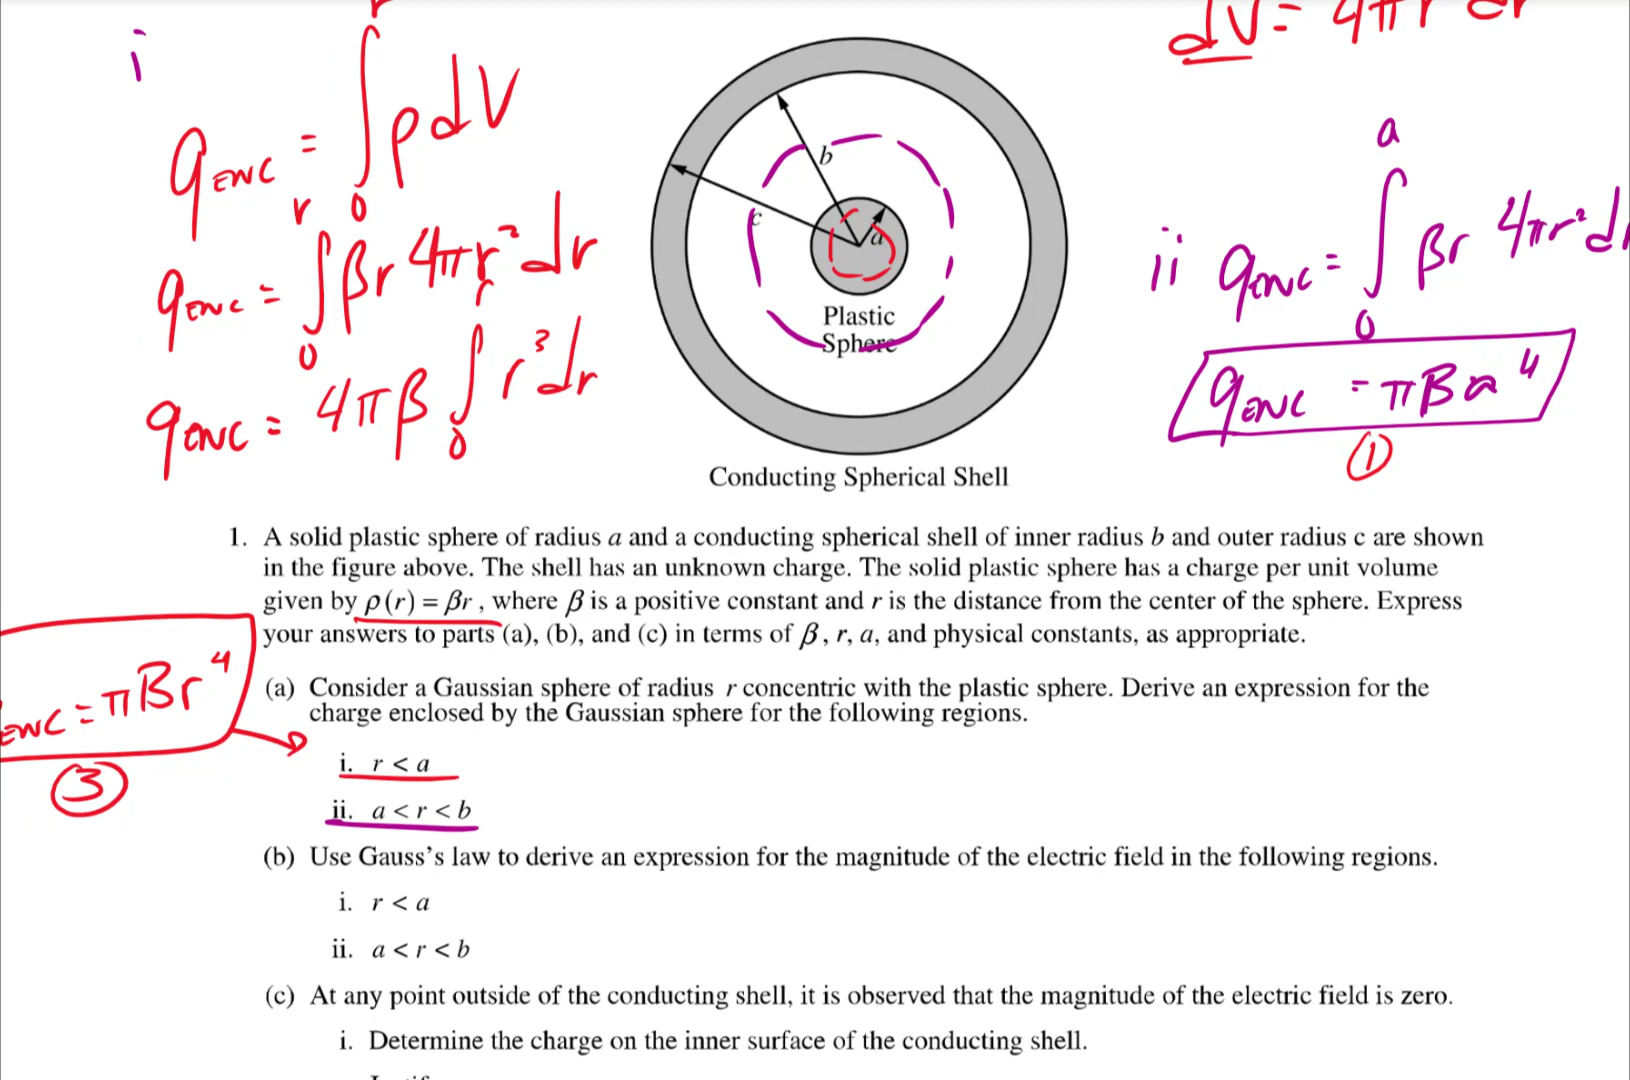 i
q_ENC = ∫₀ʳ ρ dV
q_ENC = ∫₀ʳ βr 4πr² dr
q_ENC = 4πβ ∫₀ʳ r³ dr
dV = 4πr dr
ii q_ENC = ∫₀ᵃ βr 4πr² d
q_ENC = πβa⁴
①
b
c
a
Plastic
Sphere
Conducting Spherical Shell
1. A solid plastic sphere of radius a and a conducting spherical shell of inner radius b and outer radius c are shown
in the figure above. The shell has an unknown charge. The solid plastic sphere has a charge per unit volume
given by ρ(r) = βr , where β is a positive constant and r is the distance from the center of the sphere. Express
your answers to parts (a), (b), and (c) in terms of β, r, a, and physical constants, as appropriate.
ENC = πβr⁴
③
(a) Consider a Gaussian sphere of radius r concentric with the plastic sphere. Derive an expression for the
charge enclosed by the Gaussian sphere for the following regions.
i. r < a
ii. a < r < b
(b) Use Gauss’s law to derive an expression for the magnitude of the electric field in the following regions.
i. r < a
ii. a < r < b
(c) At any point outside of the conducting shell, it is observed that the magnitude of the electric field is zero.
i. Determine the charge on the inner surface of the conducting shell.